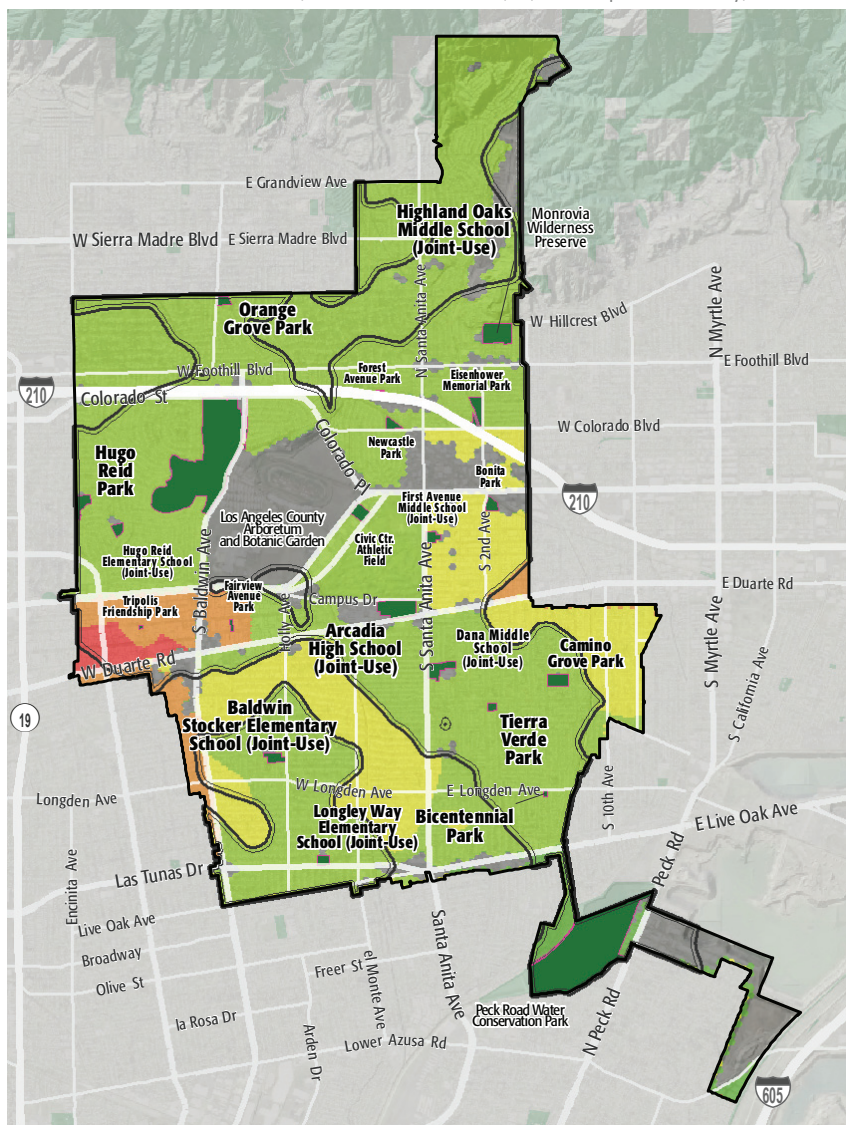 E Grandview Ave
W Sierra Madre Blvd
E Sierra Madre Blvd
Highland Oaks
Middle School
(Joint-Use)
Monrovia
Wilderness
Preserve
Orange
Grove Park
N Santa Anita Ave
W Hillcrest Blvd
N Myrtle Ave
W Foothill Blvd
Forest
Avenue Park
Eisenhower
Memorial Park
E Foothill Blvd
210
Colorado St
Colorado Pl
Newcastle
Park
W Colorado Blvd
Hugo
Reid
Park
Bonita
Park
210
First Avenue
Middle School
(Joint-Use)
Los Angeles County
Arboretum
and Botanic Garden
Civic Ctr.
Athletic
Field
S 2nd Ave
Hugo Reid
Elementary School
(Joint-Use)
S Baldwin Ave
Fairview
Avenue
Park
S Santa Anita Ave
E Duarte Rd
Tripolis
Friendship Park
Holly Ave
Campus Dr
Arcadia
High School
(Joint-Use)
Dana Middle
School
(Joint-Use)
Camino
Grove Park
S Myrtle Ave
W Duarte Rd
S California Ave
19
Baldwin
Stocker Elementary
School (Joint-Use)
Tierra
Verde
Park
Longden Ave
W Longden Ave
E Longden Ave
S 10th Ave
Longley Way
Elementary
School (Joint-Use)
Bicentennial
Park
E Live Oak Ave
Encinita Ave
Las Tunas Dr
Peck Rd
Live Oak Ave
Broadway
Olive St
Freer St
el Monte Ave
Santa Anita Ave
la Rosa Dr
Arden Dr
Lower Azusa Rd
Peck Road Water
Conservation Park
N Peck Rd
605